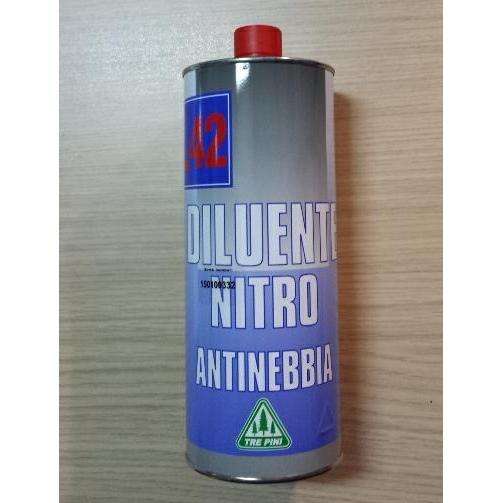 42
DILUENTE
150100332
NITRO
ANTINEBBIA
TRE PINI